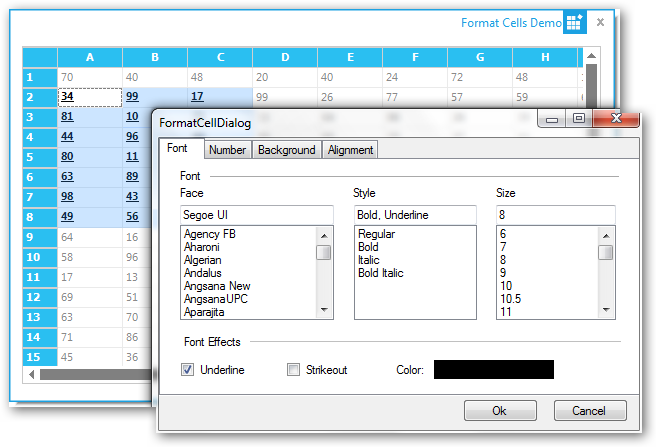 Format Cells Demo
A B C D E F G H
1 70 40 48 20 40 24 72 48
2 34 99 17 99 26 77 57 59
3 81 10
4 44 96
5 80 11
6 63 89
7 98 43
8 49 56
9 64 16
10 58 96
11 17 13
12 69 51
13 63 70
14 71 86
15 45 36
FormatCellDialog
Font Number Background Alignment
Font
Face Style Size
Segoe UI Bold, Underline 8
Agency FB Regular 6
Aharoni Bold 7
Algerian Italic 8
Andalus Bold Italic 9
Angsana New 10
AngsanaUPC 10.5
Aparajita 11
Font Effects
Underline Strikeout Color:
Ok Cancel